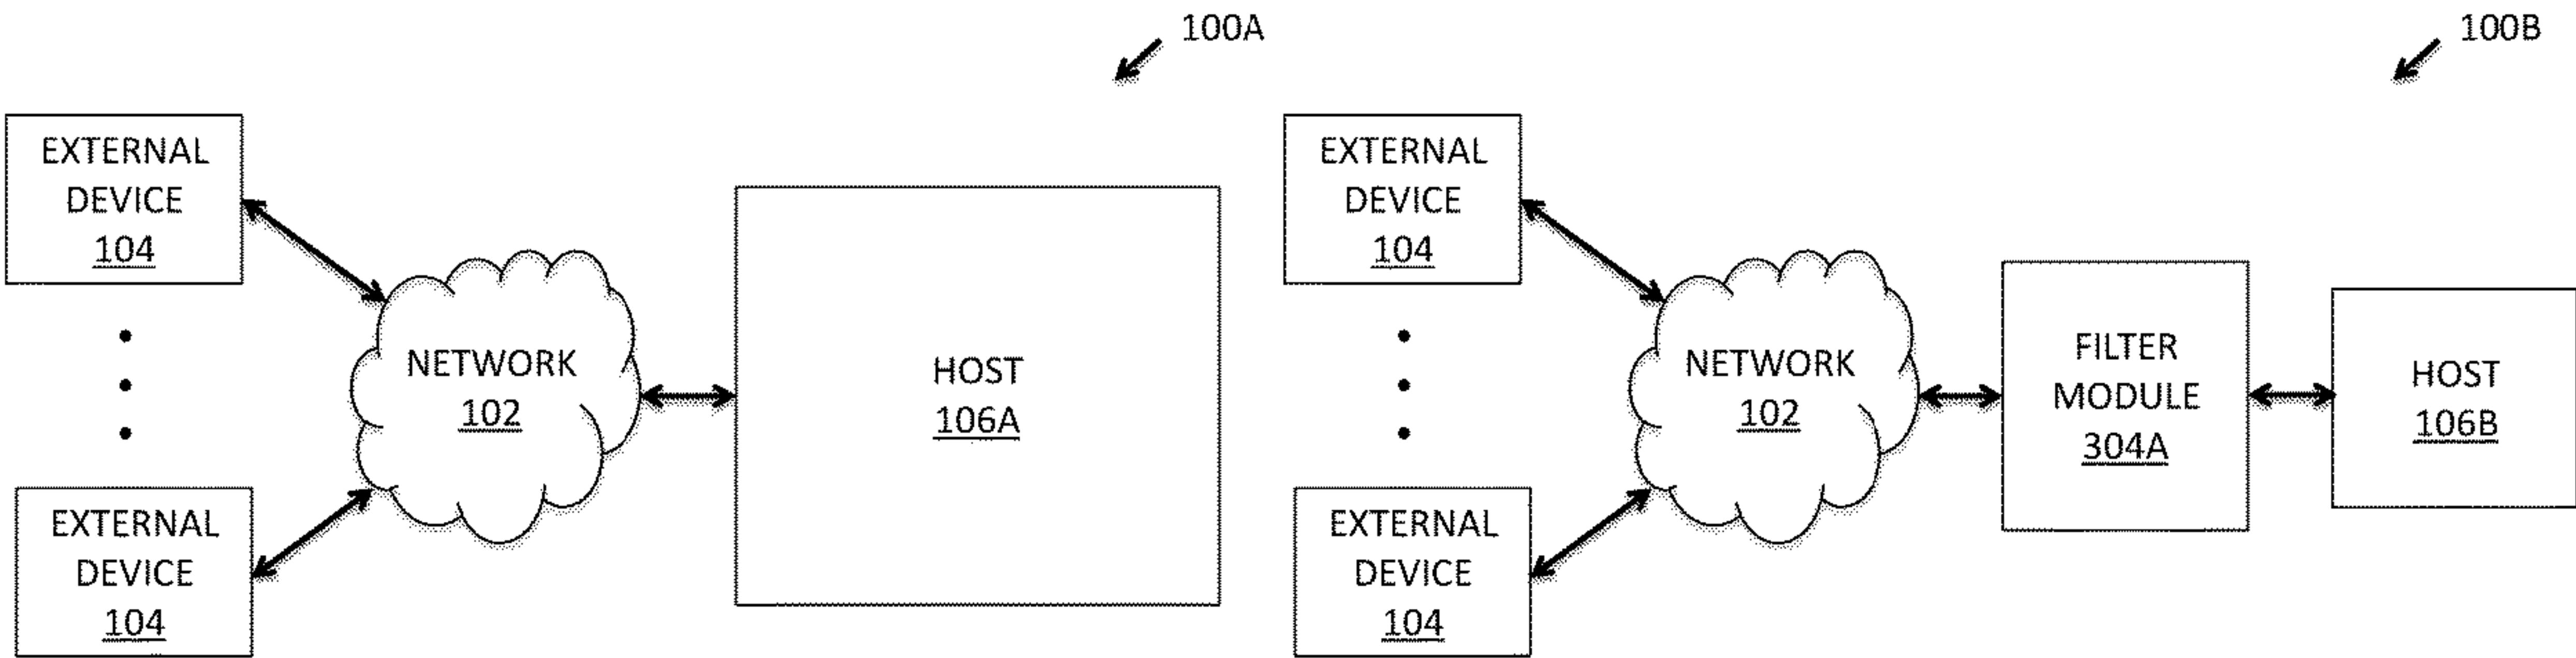 100A
EXTERNAL
DEVICE
104
NETWORK
102
HOST
106A
EXTERNAL
DEVICE
104
100B
EXTERNAL
DEVICE
104
NETWORK
102
FILTER
MODULE
304A
HOST
106B
EXTERNAL
DEVICE
104